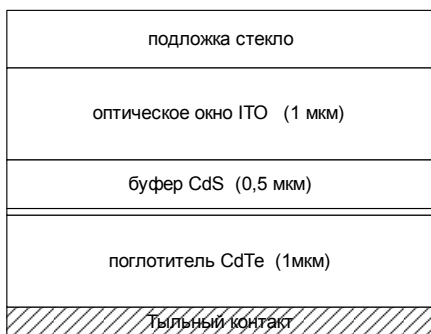 подложка стекло
оптическое окно ITO (1 мкм)
буфер CdS (0,5 мкм)
поглотитель CdTe (1мкм)
Тыльный контакт